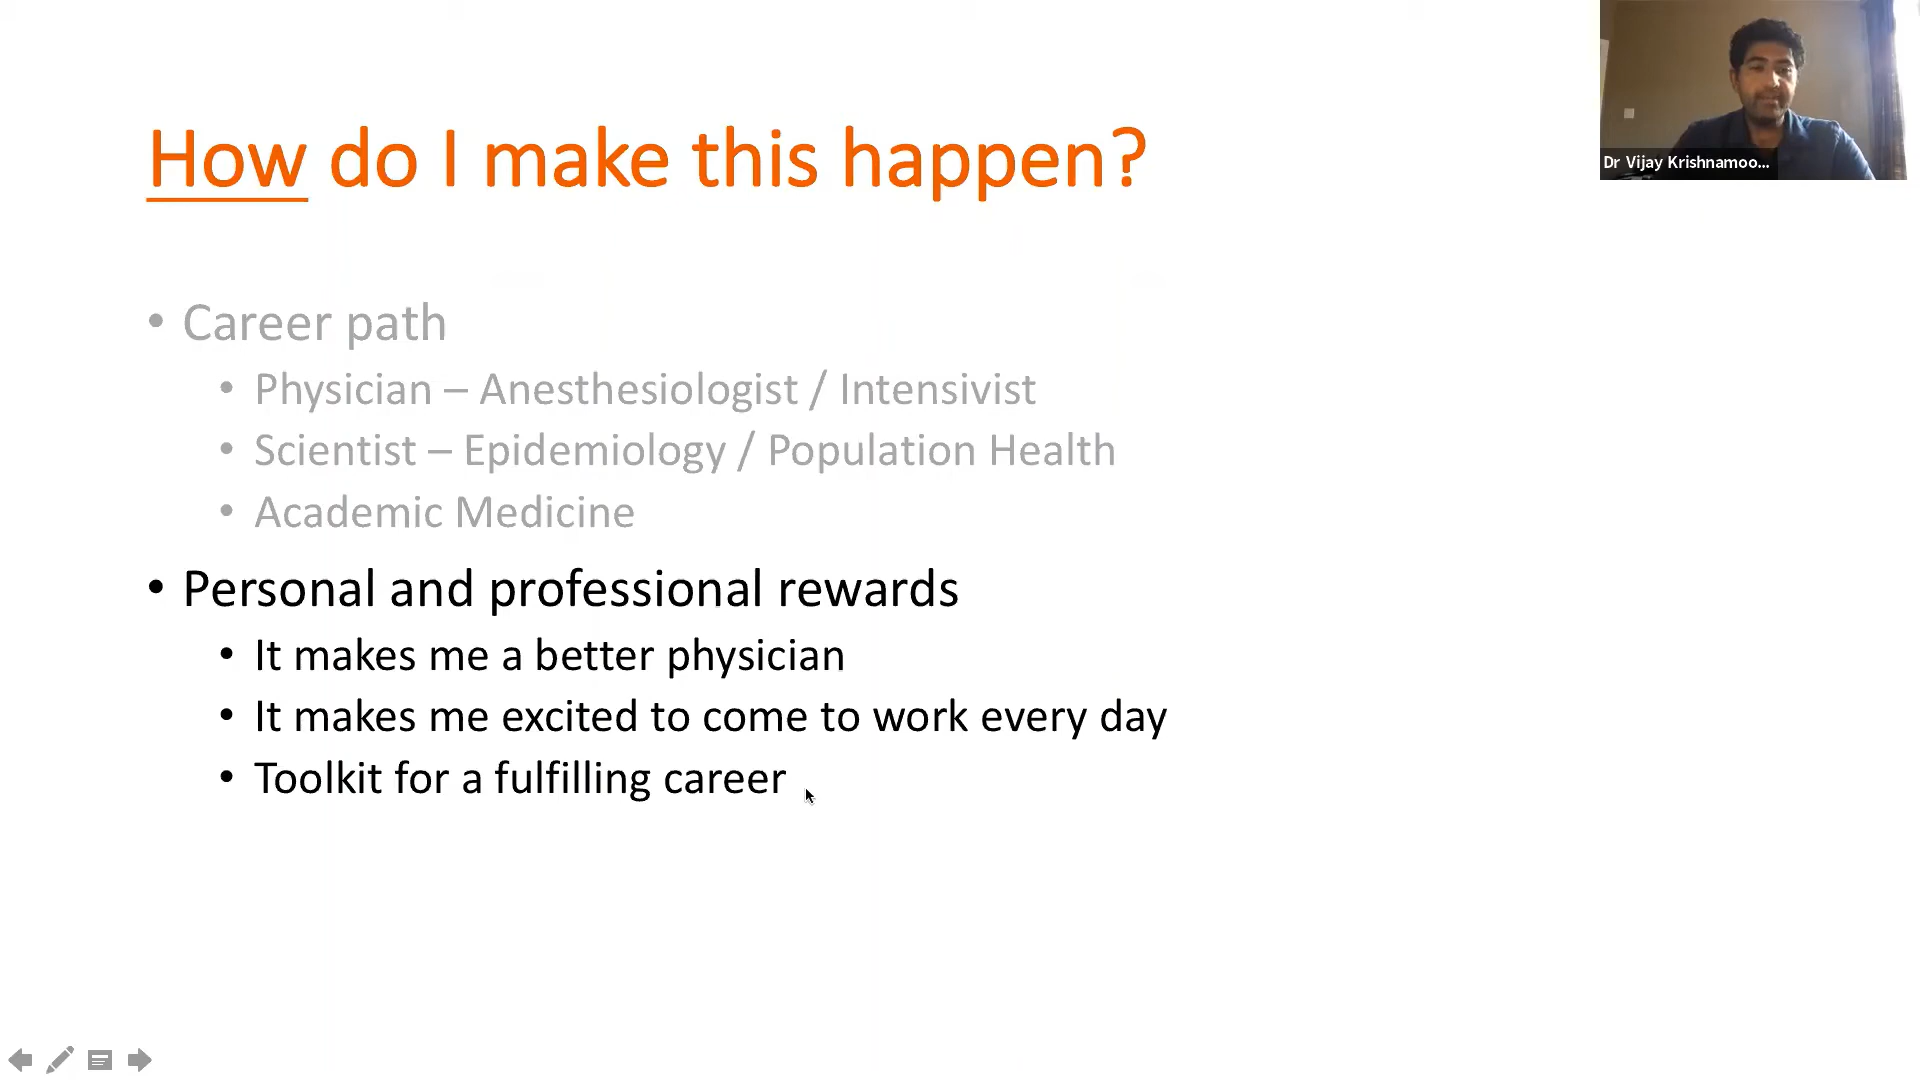 How do I make this happen?
Dr Vijay Krishnamoo...
• Career path
• Physician – Anesthesiologist / Intensivist
• Scientist – Epidemiology / Population Health
• Academic Medicine
• Personal and professional rewards
• It makes me a better physician
• It makes me excited to come to work every day
• Toolkit for a fulfilling career